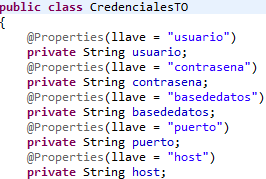 public class CredencialesTO
{
@Properties(llave = "usuario")
private String usuario;
@Properties(llave = "contrasena")
private String contrasena;
@Properties(llave = "basededatos")
private String basededatos;
@Properties(llave = "puerto")
private String puerto;
@Properties(llave = "host")
private String host;